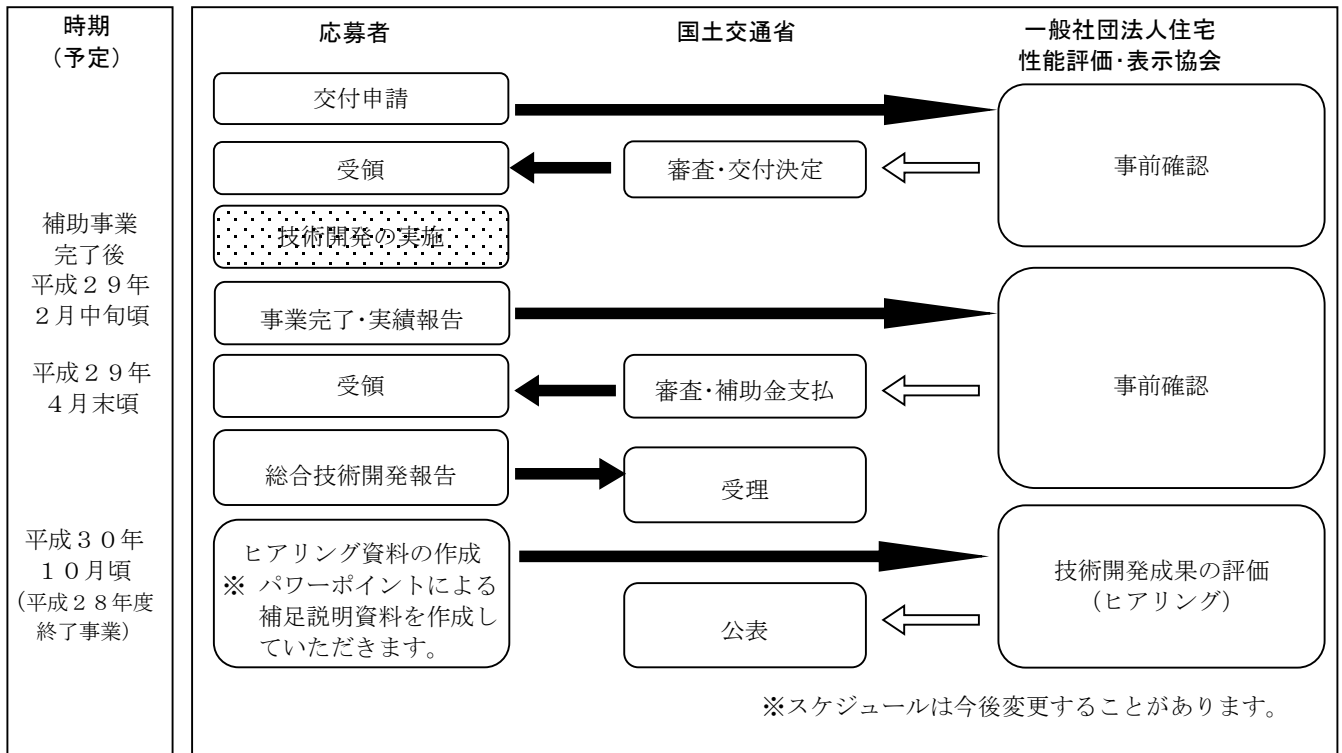 時期
（予定）
応募者
国土交通省
一般社団法人住宅
性能評価・表示協会
交付申請
受領
審査・交付決定
事前確認
技術開発の実施
補助事業
完了後
平成２９年
２月中旬頃
事業完了・実績報告
平成２９年
４月末頃
受領
審査・補助金支払
事前確認
総合技術開発報告
受理
平成３０年
１０月頃
（平成２８年度
終了事業）
ヒアリング資料の作成
※ パワーポイントによる
補足説明資料を作成し
ていただきます。
公表
技術開発成果の評価
（ヒアリング）
※スケジュールは今後変更することがあります。